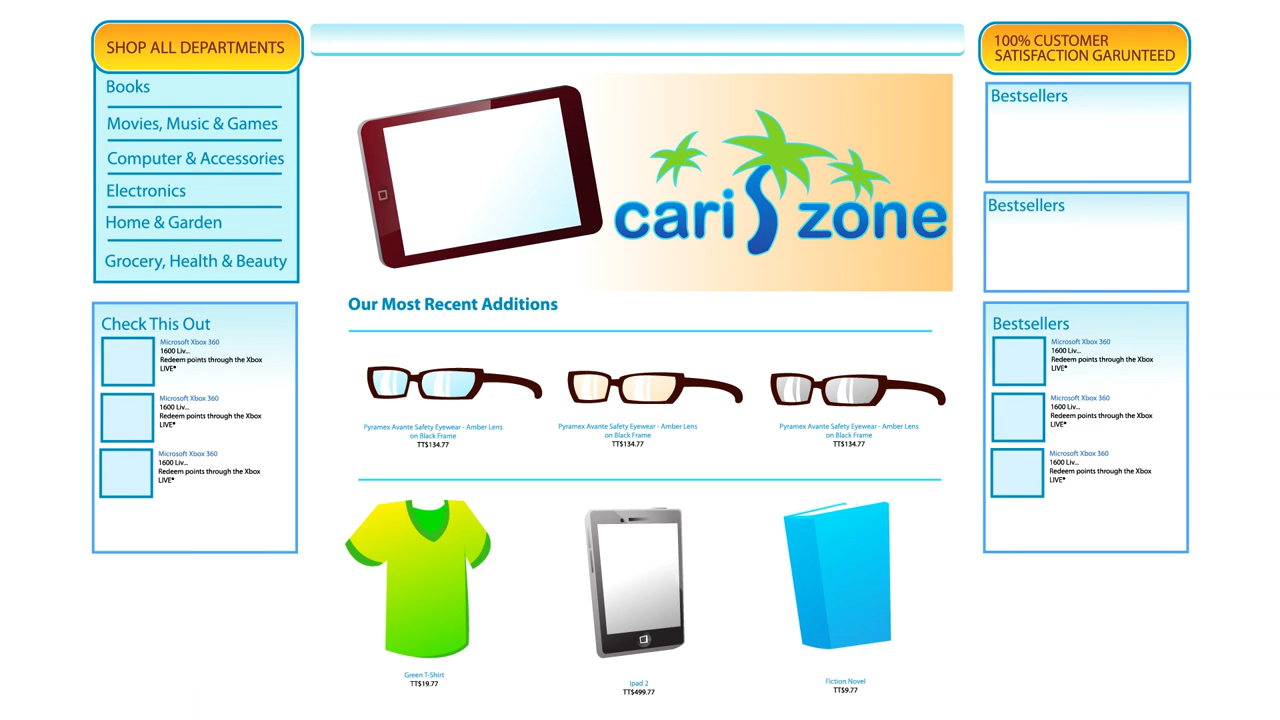 SHOP ALL DEPARTMENTS
Books
Movies, Music & Games
Computer & Accessories
Electronics
Home & Garden
Grocery, Health & Beauty
Check This Out
Microsoft Xbox 360
1600 Liv...
Redeem points through the Xbox
LIVE*
Microsoft Xbox 360
1600 Liv...
Redeem points through the Xbox
LIVE*
Microsoft Xbox 360
1600 Liv...
Redeem points through the Xbox
LIVE*
cari zone
Our Most Recent Additions
Pyramex Avante Safety Eyewear - Amber Lens
on Black Frame
TT$134.77
Pyramex Avante Safety Eyewear - Amber Lens
on Black Frame
TT$134.77
Pyramex Avante Safety Eyewear - Amber Lens
on Black Frame
TT$134.77
Green T-Shirt
TT$19.77
Ipad 2
TT$499.77
Fiction Novel
TT$9.77
100% CUSTOMER
SATISFACTION GARUNTEED
Bestsellers
Bestsellers
Bestsellers
Microsoft Xbox 360
1600 Liv...
Redeem points through the Xbox
LIVE*
Microsoft Xbox 360
1600 Liv...
Redeem points through the Xbox
LIVE*
Microsoft Xbox 360
1600 Liv...
Redeem points through the Xbox
LIVE*